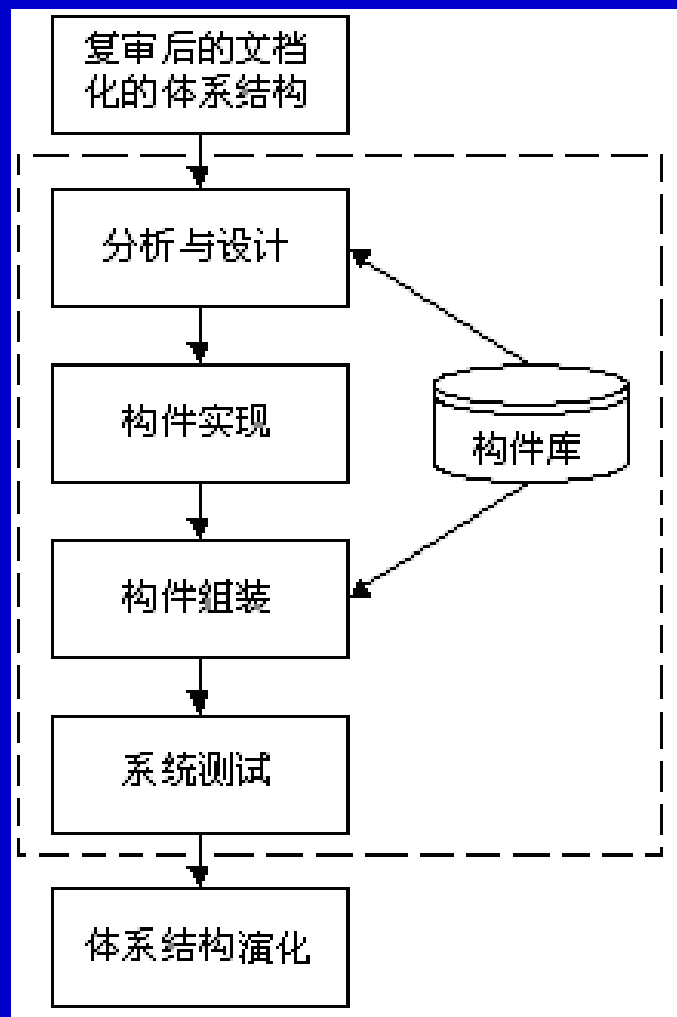 复审后的文档
化的体系结构
分析与设计
构件实现
构件库
构件组装
系统测试
体系结构演化